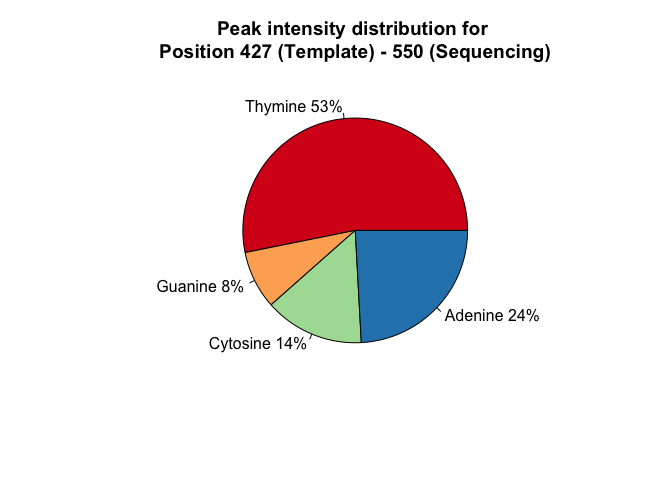 Peak intensity distribution for
Position 427 (Template) - 550 (Sequencing)
Thymine 53%
Guanine 8%
Cytosine 14%
Adenine 24%